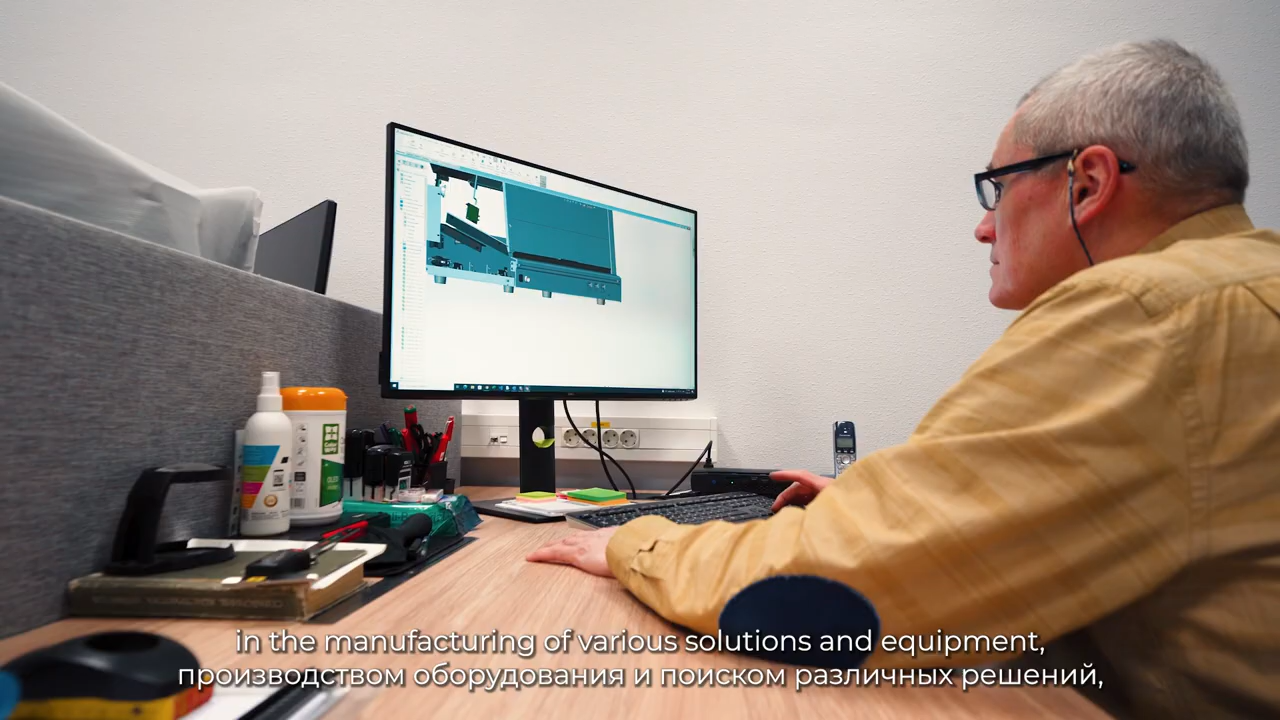 in the manufacturing of various solutions and equipment,
производством оборудования и поиском различных решений,